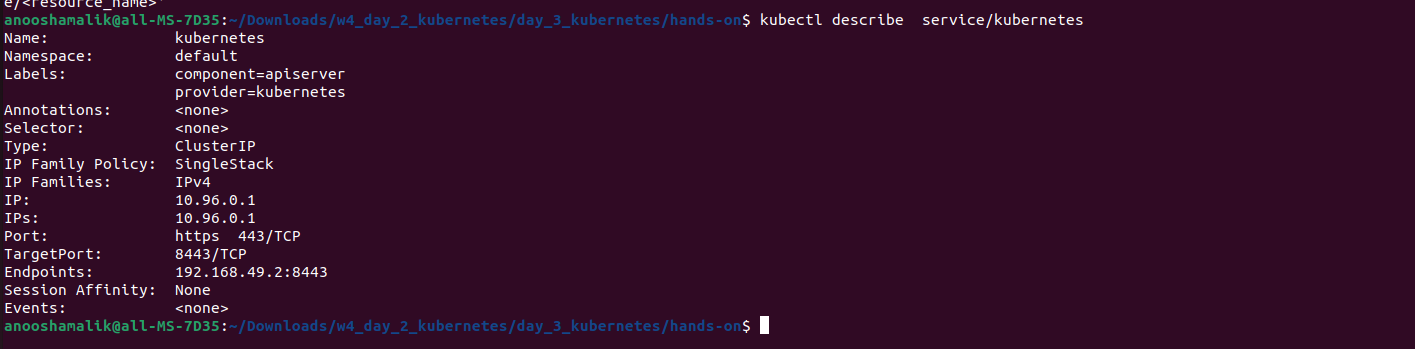 e/<resource_name>'
anooshamalik@all-MS-7D35:~/Downloads/w4_day_2_kubernetes/day_3_kubernetes/hands-on$ kubectl describe  service/kubernetes
Name:              kubernetes
Namespace:         default
Labels:            component=apiserver
                   provider=kubernetes
Annotations:       <none>
Selector:          <none>
Type:              ClusterIP
IP Family Policy:  SingleStack
IP Families:       IPv4
IP:                10.96.0.1
IPs:               10.96.0.1
Port:              https  443/TCP
TargetPort:        8443/TCP
Endpoints:         192.168.49.2:8443
Session Affinity:  None
Events:            <none>
anooshamalik@all-MS-7D35:~/Downloads/w4_day_2_kubernetes/day_3_kubernetes/hands-on$